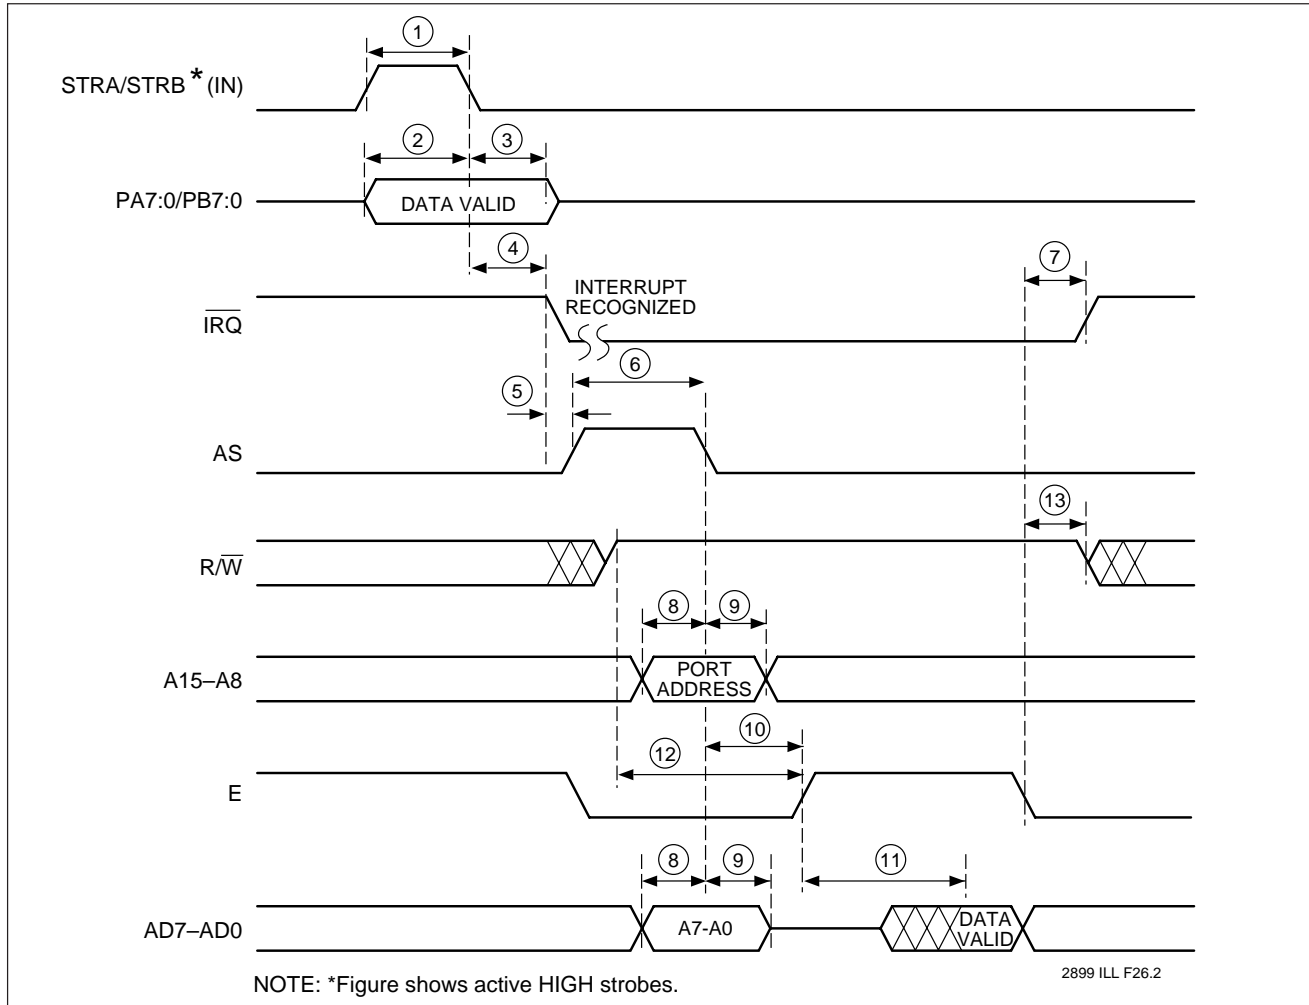 1
STRA/STRB * (IN)
2
3
PA7:0/PB7:0
DATA VALID
4
7
INTERRUPT
RECOGNIZED
I̅R̅Q̅
6
5
AS
13
R/W̅
8
9
A15–A8
PORT
ADDRESS
10
12
E
8
9
11
AD7–AD0
A7-A0
DATA
VALID
NOTE: *Figure shows active HIGH strobes.
2899 ILL F26.2